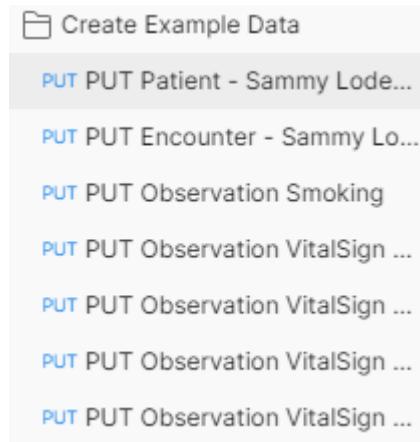 Create Example Data
PUT PUT Patient - Sammy Lode...
PUT PUT Encounter - Sammy Lo...
PUT PUT Observation Smoking
PUT PUT Observation VitalSign ...
PUT PUT Observation VitalSign ...
PUT PUT Observation VitalSign ...
PUT PUT Observation VitalSign ...